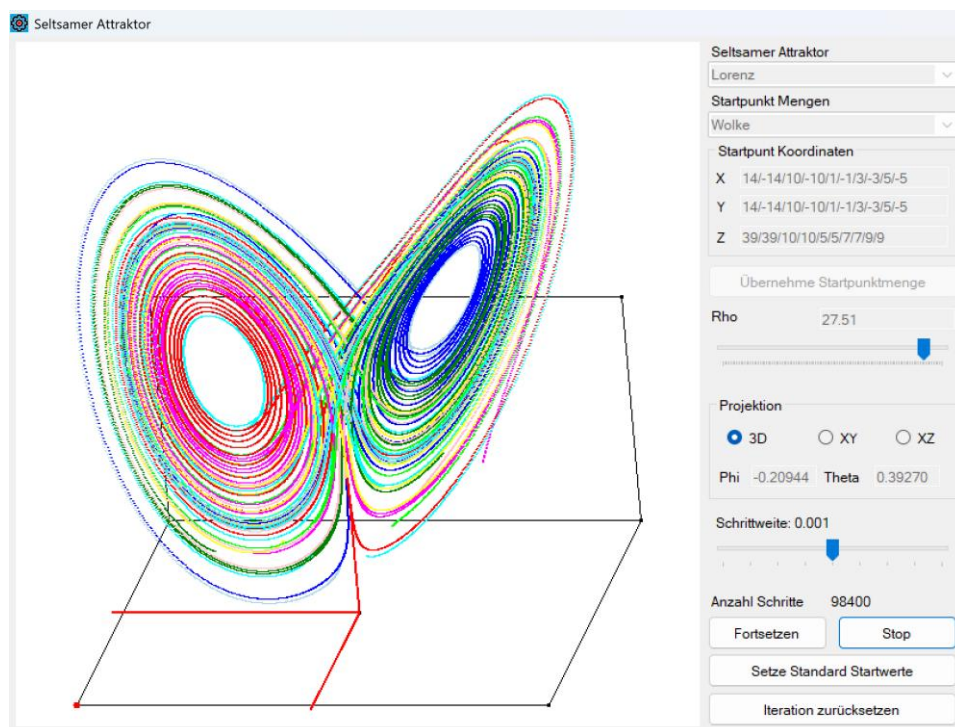 Seltsamer Attraktor
Seltsamer Attraktor
Lorenz
Startpunkt Mengen
Wolke
Startpunt Koordinaten
X 14/-14/10/-10/1/-1/3/-3/5/-5
Y 14/-14/10/-10/1/-1/3/-3/5/-5
Z 39/39/10/10/5/5/7/7/9/9
Übernehme Startpunktmenge
Rho 27.51
Projektion
3D XY XZ
Phi -0.20944 Theta 0.39270
Schrittweite: 0.001
Anzahl Schritte 98400
Fortsetzen Stop
Setze Standard Startwerte
Iteration zurücksetzen